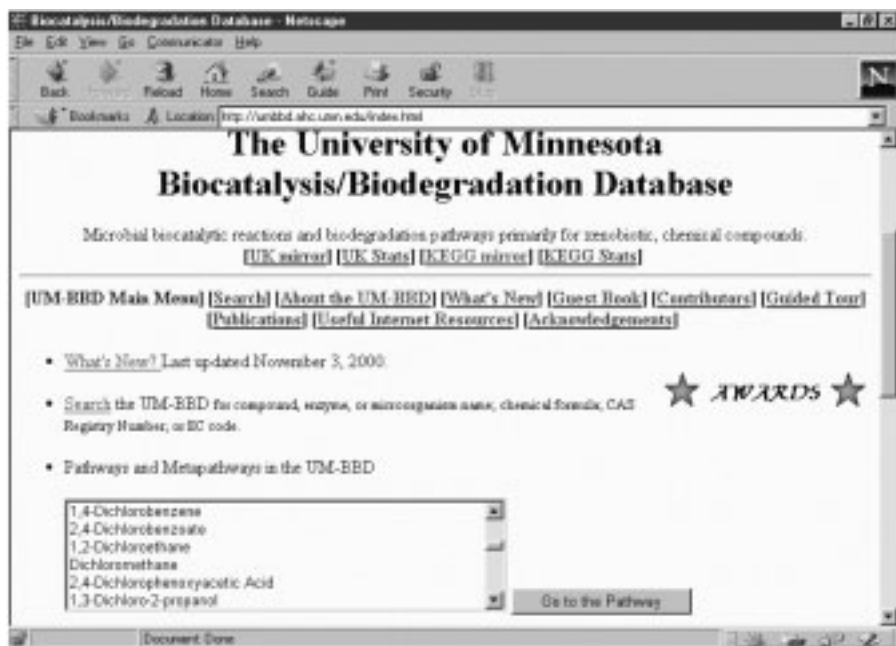 Biocatalysis/Biodegradation Database - Netscape
File Edit View Go Communicator Help
Back Reload Home Search Guide Print Security
N
Bookmarks Location http://umbbd.ahc.umn.edu/index.html
The University of Minnesota
Biocatalysis/Biodegradation Database
Microbial biocatalytic reactions and biodegradation pathways primarily for xenobiotic, chemical compounds.
[UK mirror] [UK Stats] [KEGG mirror] [KEGG Stats]
[UM-BBD Main Menu] [Search] [About the UM-BBD] [What's New] [Guest Book] [Contributors] [Guided Tour]
[Publications] [Useful Internet Resources] [Acknowledgements]
• What's New? Last updated November 3, 2000.
AWARDS
• Search the UM-BBD for compound, enzyme, or microorganism name, chemical formula, CAS
Registry Number, or EC code.
• Pathways and Metapathways in the UM-BBD
1,4-Dichlorobenzene
2,4-Dichlorobenzoate
1,2-Dichloroethane
Dichloromethane
2,4-Dichlorophenoxyacetic Acid
1,3-Dichloro-2-propanol
Go to the Pathway
Document: Done